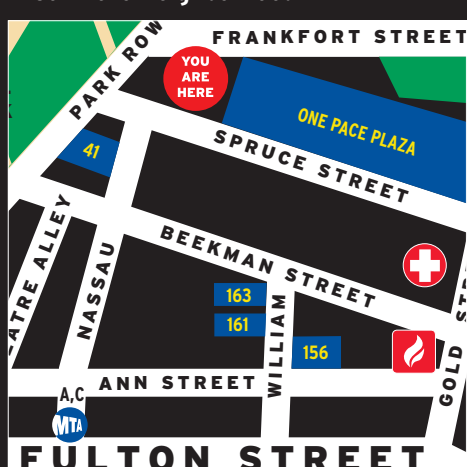 FRANKFORT STREET
PARK ROW
YOU
ARE
HERE
ONE PACE PLAZA
SPRUCE STREET
41
BEEKMAN STREET
ATRE ALLEY
NASSAU
163
161
WILLIAM
156
GOLD
ANN STREET
A,C
MTA
FULTON STREET